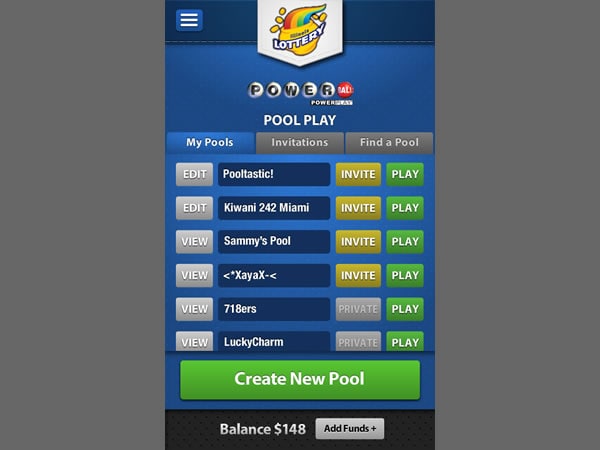 Illinois
LOTTERY
POWER BALL
POWERPLAY
POOL PLAY
My Pools Invitations Find a Pool
EDIT Pooltastic! INVITE PLAY
EDIT Kiwani 242 Miami INVITE PLAY
VIEW Sammy's Pool INVITE PLAY
VIEW <*XayaX-< INVITE PLAY
VIEW 718ers PRIVATE PLAY
VIEW LuckyCharm PRIVATE PLAY
Create New Pool
Balance $148 Add Funds +